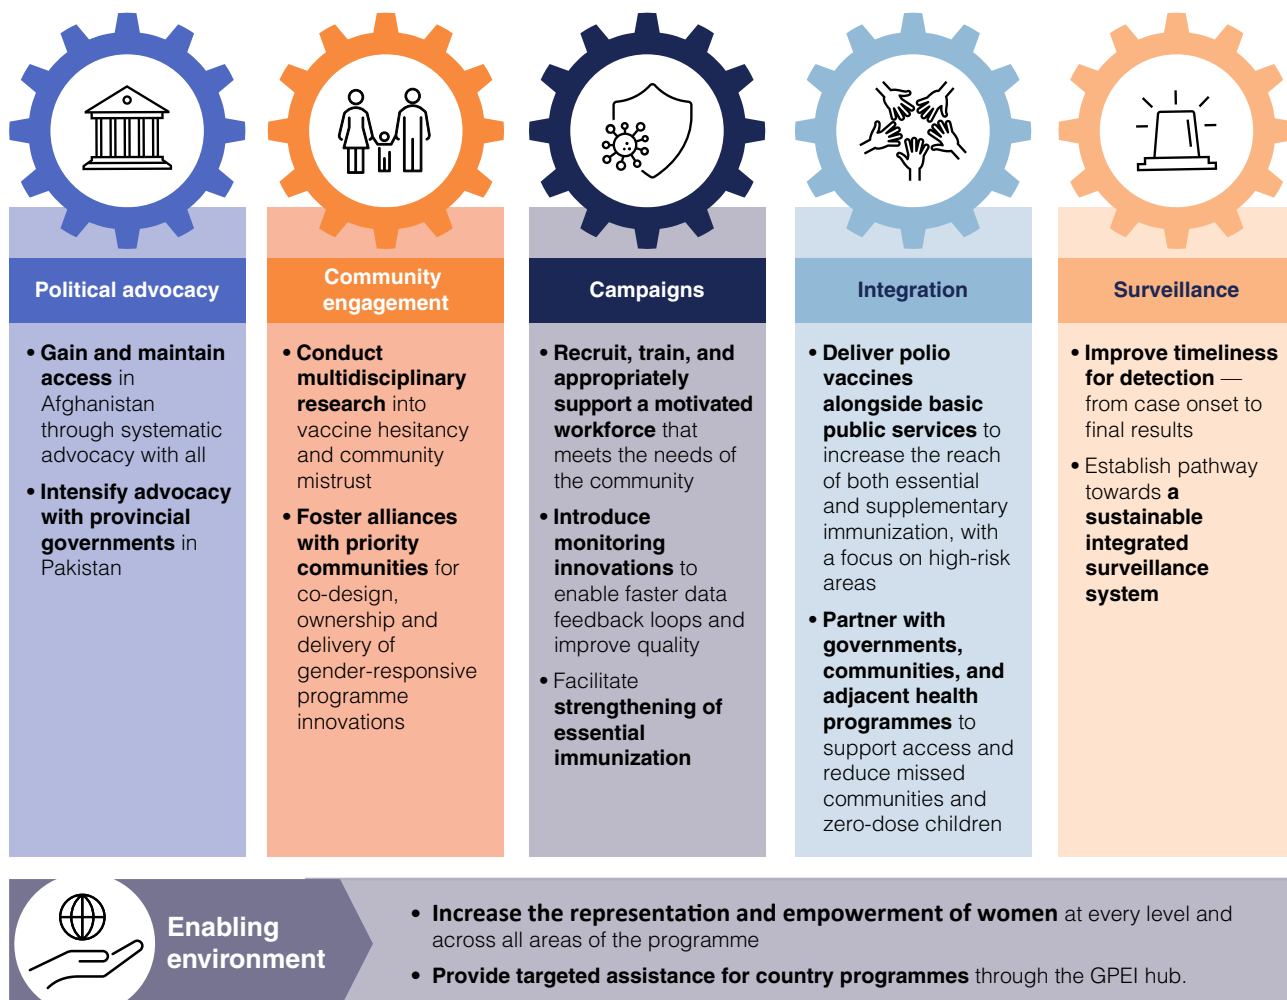 Political advocacy
• Gain and maintain
access in
Afghanistan
through systematic
advocacy with all
• Intensify advocacy
with provincial
governments in
Pakistan
Community
engagement
• Conduct
multidisciplinary
research into
vaccine hesitancy
and community
mistrust
• Foster alliances
with priority
communities for
co-design,
ownership and
delivery of
gender-responsive
programme
innovations
Campaigns
• Recruit, train, and
appropriately
support a motivated
workforce that
meets the needs of
the community
• Introduce
monitoring
innovations to
enable faster data
feedback loops and
improve quality
• Facilitate
strengthening of
essential
immunization
Integration
• Deliver polio
vaccines
alongside basic
public services to
increase the reach
of both essential
and supplementary
immunization, with
a focus on high-risk
areas
• Partner with
governments,
communities, and
adjacent health
programmes to
support access and
reduce missed
communities and
zero-dose children
Surveillance
• Improve timeliness
for detection —
from case onset to
final results
• Establish pathway
towards a
sustainable
integrated
surveillance
system
Enabling
environment
• Increase the representation and empowerment of women at every level and
across all areas of the programme
• Provide targeted assistance for country programmes through the GPEI hub.